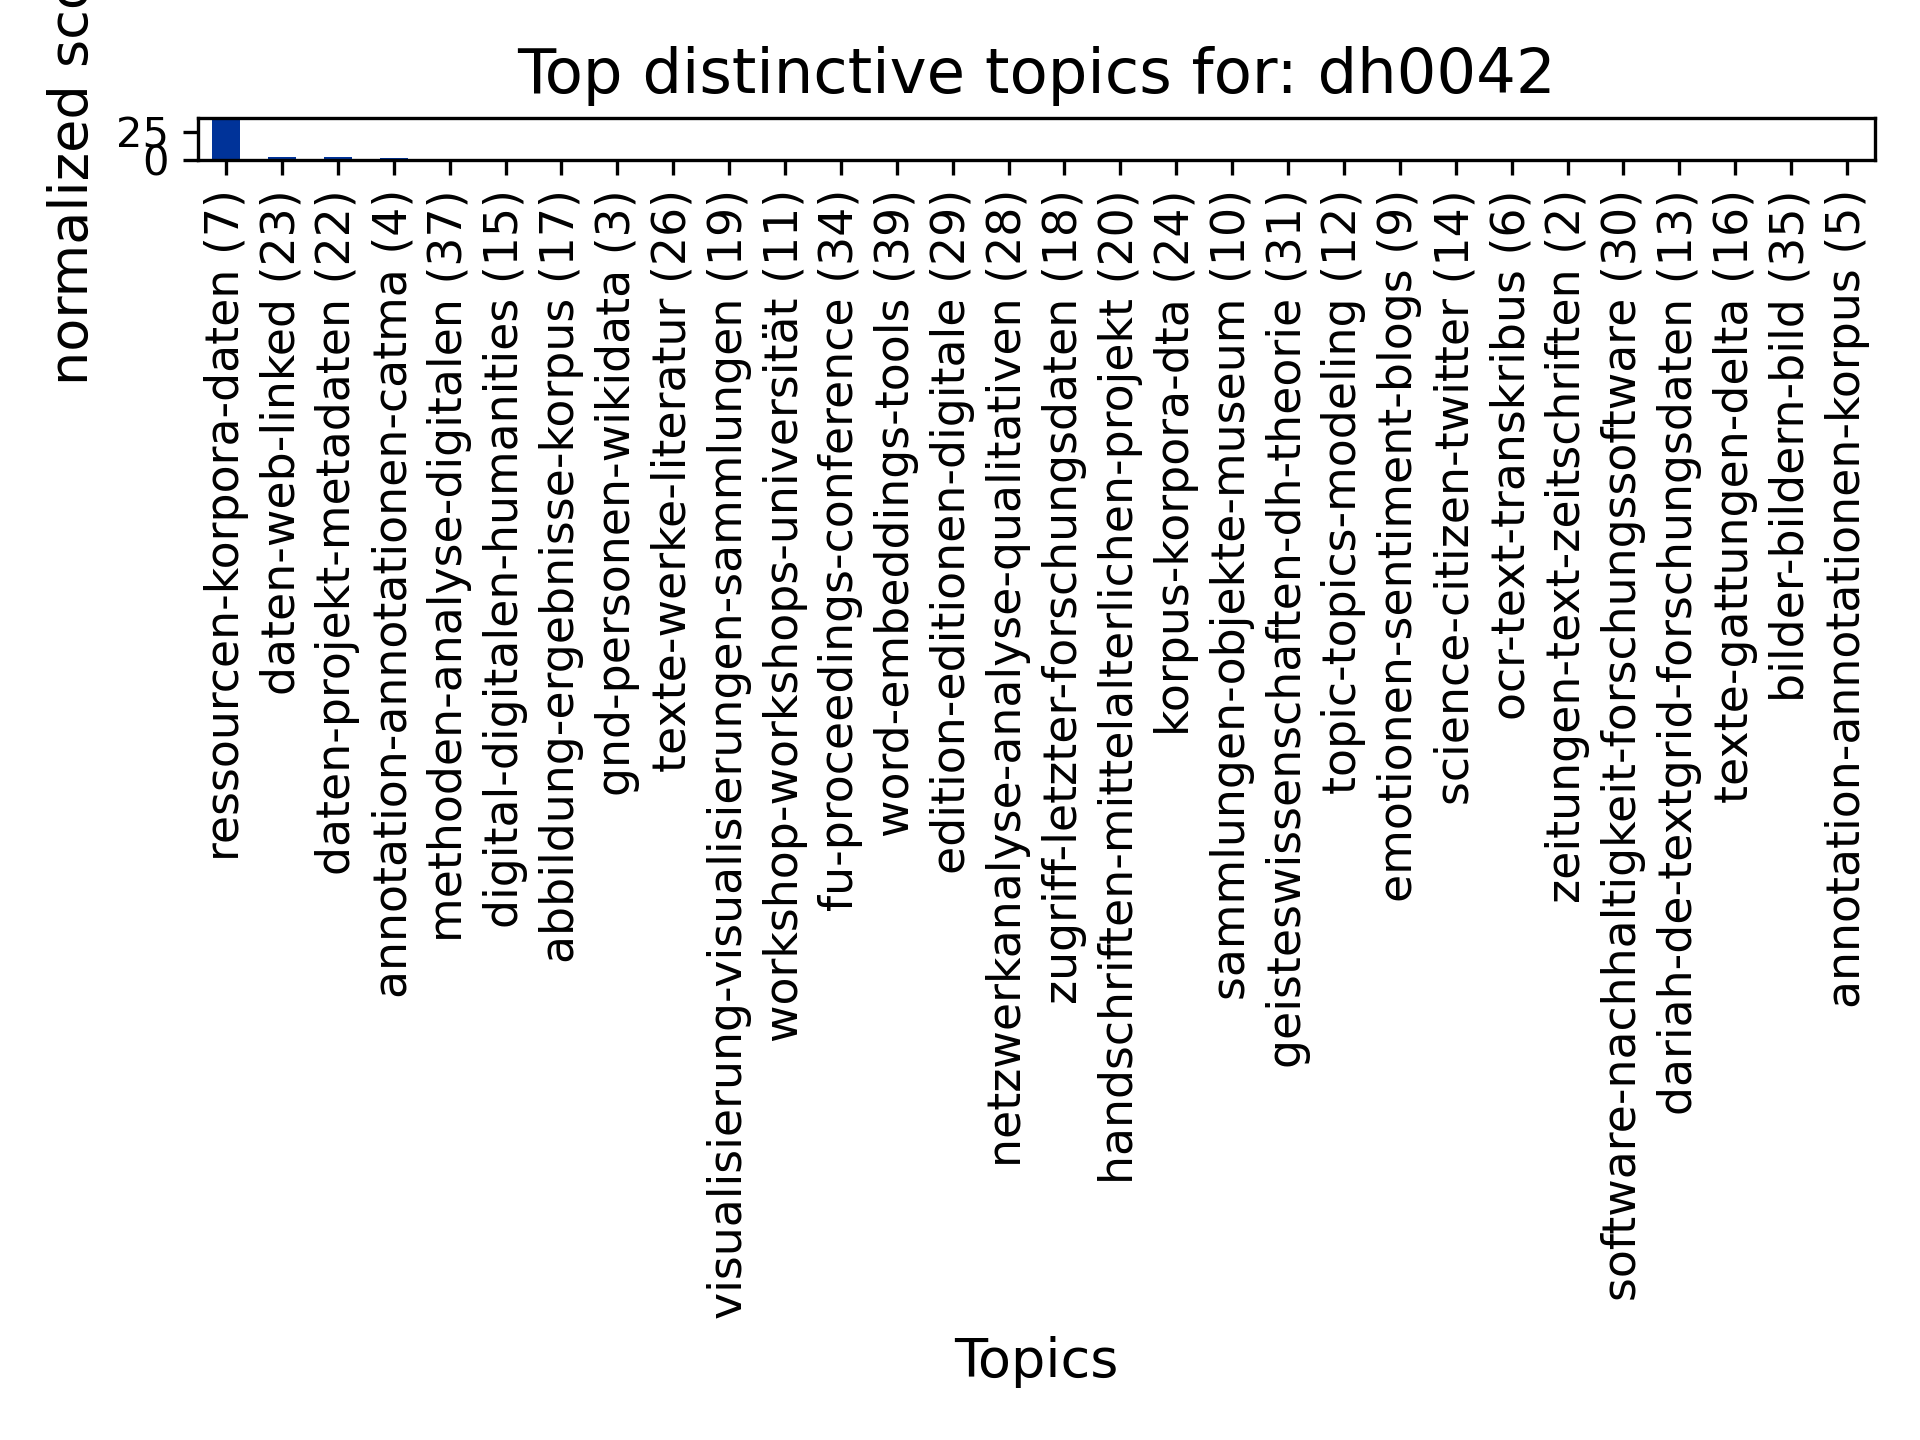 Top distinctive topics for: dh0042
normalized sco
25
0
ressourcen-korpora-daten (7)
daten-web-linked (23)
daten-projekt-metadaten (22)
annotation-annotationen-catma (4)
methoden-analyse-digitalen (37)
digital-digitalen-humanities (15)
abbildung-ergebnisse-korpus (17)
gnd-personen-wikidata (3)
texte-werke-literatur (26)
visualisierung-visualisierungen-sammlungen (19)
workshop-workshops-universität (11)
fu-proceedings-conference (34)
word-embeddings-tools (39)
edition-editionen-digitale (29)
netzwerkanalyse-analyse-qualitativen (28)
zugriff-letzter-forschungsdaten (18)
handschriften-mittelalterlichen-projekt (20)
korpus-korpora-dta (24)
sammlungen-objekte-museum (10)
geisteswissenschaften-dh-theorie (31)
topic-topics-modeling (12)
emotionen-sentiment-blogs (9)
science-citizen-twitter (14)
ocr-text-transkribus (6)
zeitungen-text-zeitschriften (2)
software-nachhaltigkeit-forschungssoftware (30)
dariah-de-textgrid-forschungsdaten (13)
texte-gattungen-delta (16)
bilder-bildern-bild (35)
annotation-annotationen-korpus (5)
Topics